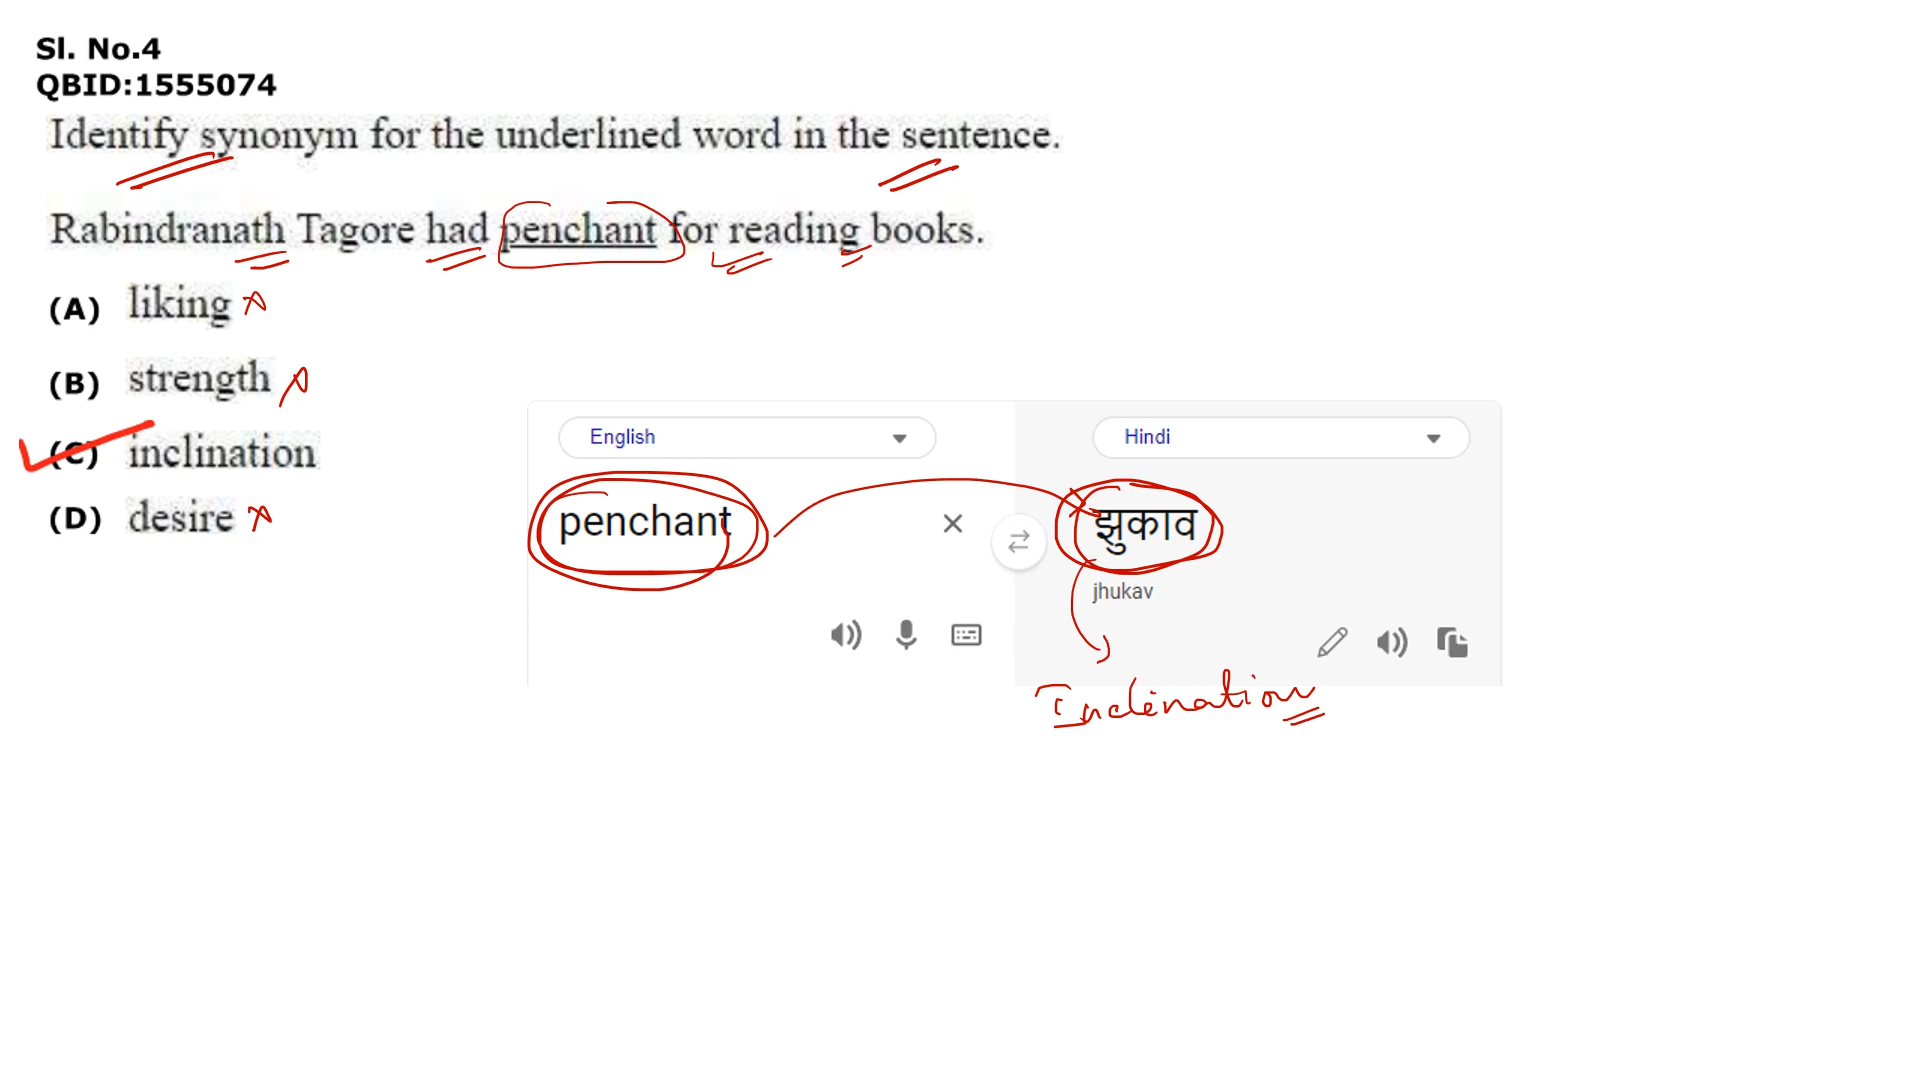 Sl. No.4
QBID:1555074
Identify synonym for the underlined word in the sentence.
Rabindranath Tagore had penchant for reading books.
(A) liking
(B) strength
(C) inclination
(D) desire
English
Hindi
penchant
झुकाव
jhukav
Inclination